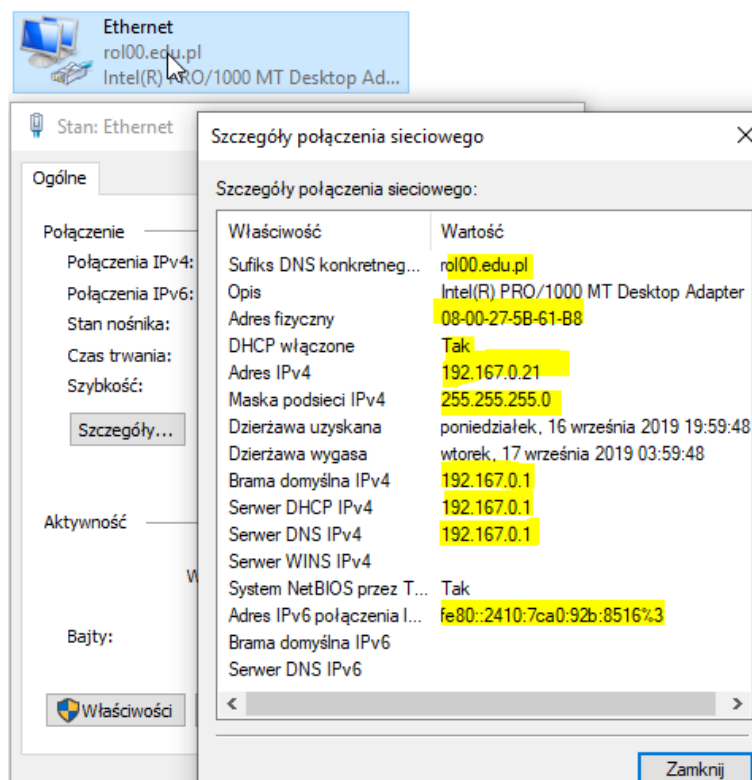 Ethernet
rol00.edu.pl
Intel(R) PRO/1000 MT Desktop Ad...
Stan: Ethernet
Ogólne
Połączenie
Połączenia IPv4:
Połączenia IPv6:
Stan nośnika:
Czas trwania:
Szybkość:
Szczegóły...
Aktywność
W
Bajty:
Właściwości
Szczegóły połączenia sieciowego
Szczegóły połączenia sieciowego:
Właściwość Wartość
Sufiks DNS konkretneg... rol00.edu.pl
Opis Intel(R) PRO/1000 MT Desktop Adapter
Adres fizyczny 08-00-27-5B-61-B8
DHCP włączone Tak
Adres IPv4 192.167.0.21
Maska podsieci IPv4 255.255.255.0
Dzierżawa uzyskana poniedziałek, 16 września 2019 19:59:48
Dzierżawa wygasa wtorek, 17 września 2019 03:59:48
Brama domyślna IPv4 192.167.0.1
Serwer DHCP IPv4 192.167.0.1
Serwer DNS IPv4 192.167.0.1
Serwer WINS IPv4
System NetBIOS przez T... Tak
Adres IPv6 połączenia l... fe80::2410:7ca0:92b:8516%3
Brama domyślna IPv6
Serwer DNS IPv6
Zamknij